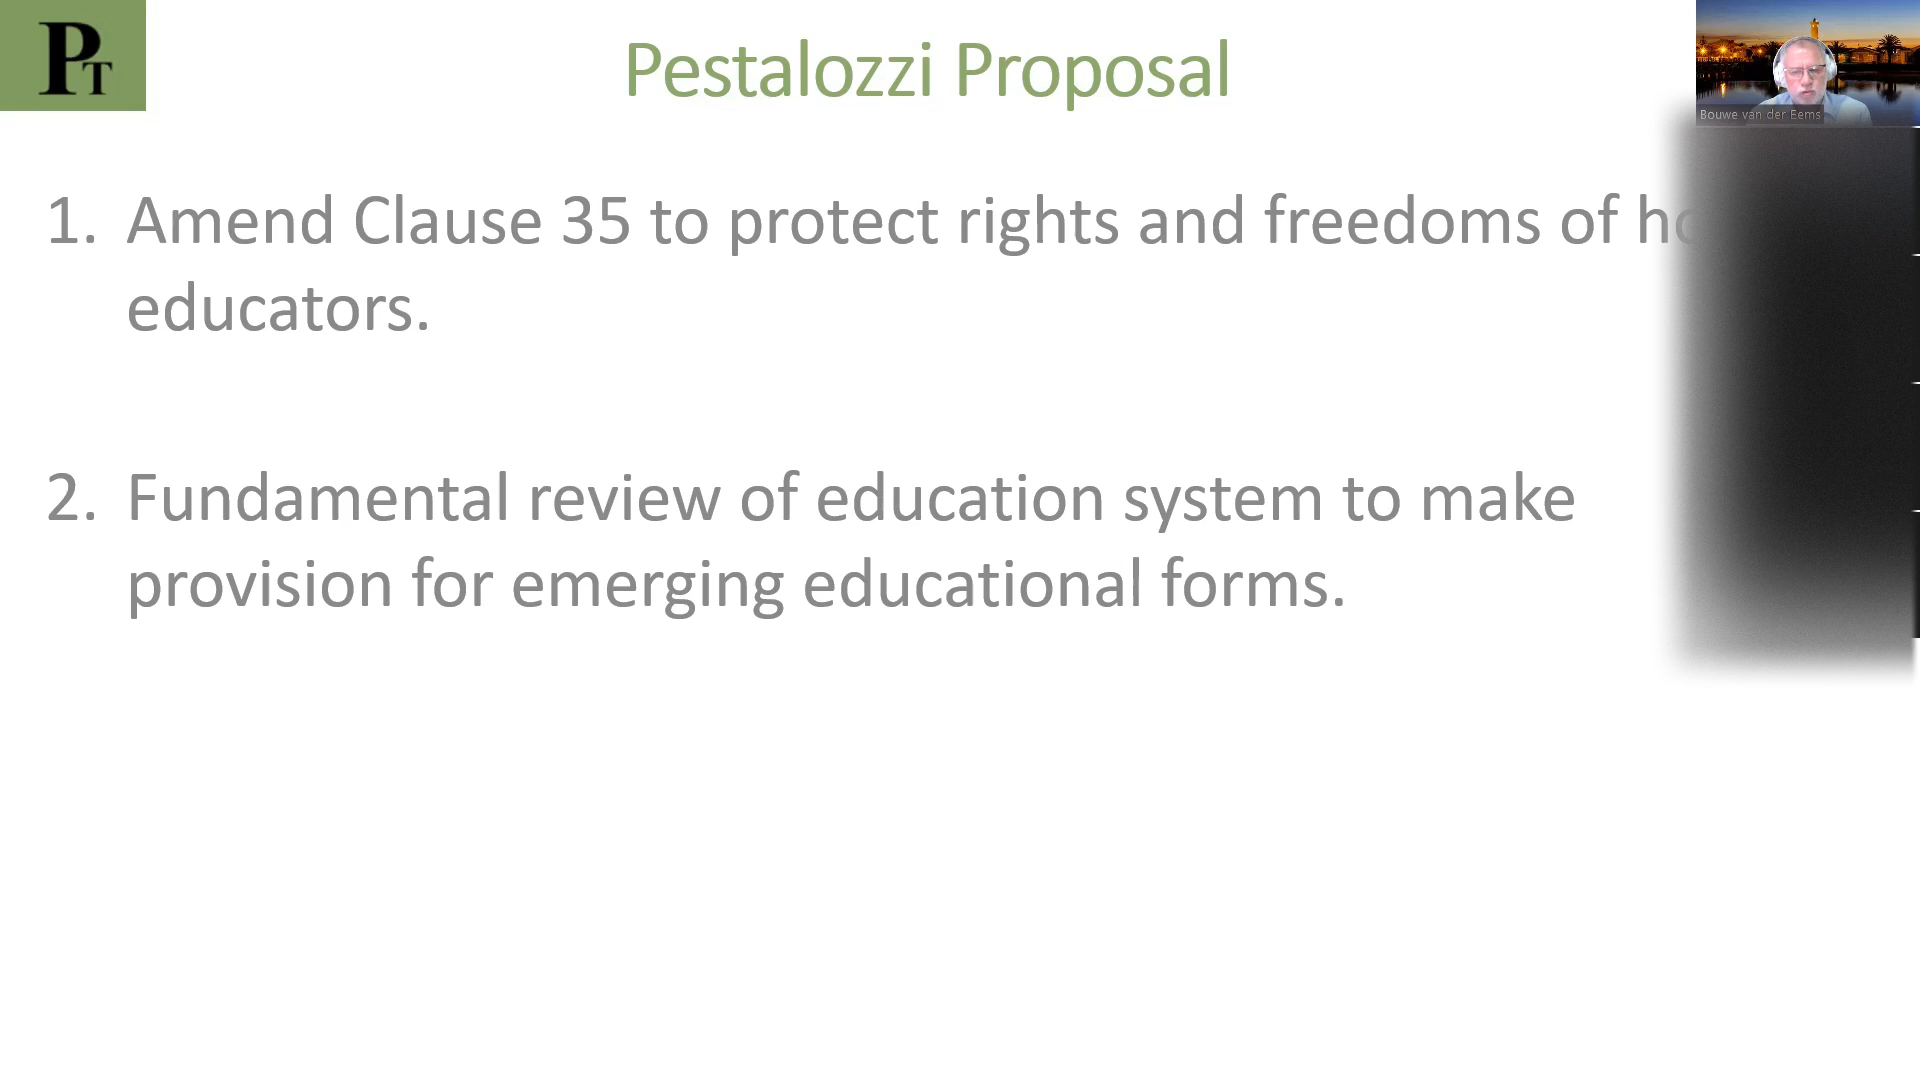 PT
Pestalozzi Proposal
Bouwe van der Eems
1. Amend Clause 35 to protect rights and freedoms of
educators.
2. Fundamental review of education system to make
provision for emerging educational forms.